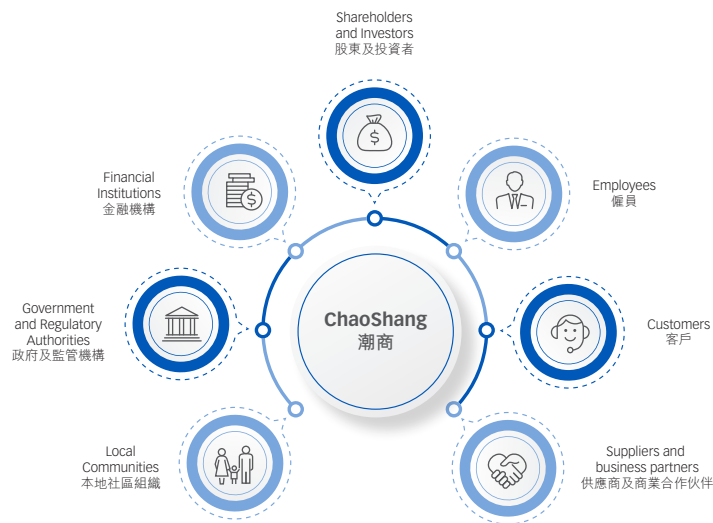 Shareholders
and Investors
股東及投資者
Financial
Institutions
金融機構
Employees
僱員
Government
and Regulatory
Authorities
政府及監管機構
ChaoShang
潮商
Customers
客戶
Local
Communities
本地社區組織
Suppliers and
business partners
供應商及商業合作伙伴